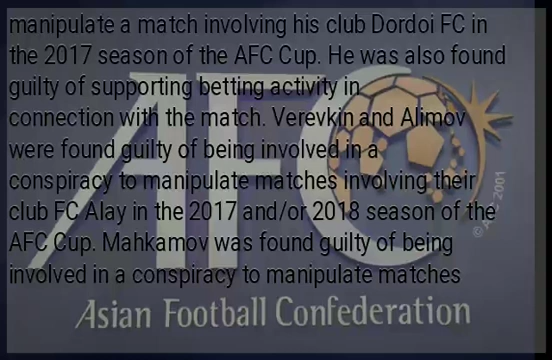 manipulate a match involving his club Dordoi FC in
the 2017 season of the AFC Cup. He was also found
guilty of supporting betting activity in
connection with the match. Verevkin and Alimov
were found guilty of being involved in a
conspiracy to manipulate matches involving their
club FC Alay in the 2017 and/or 2018 season of the
AFC Cup. Mahkamov was found guilty of being
involved in a conspiracy to manipulate matches
AFC
2001
Asian Football Confederation